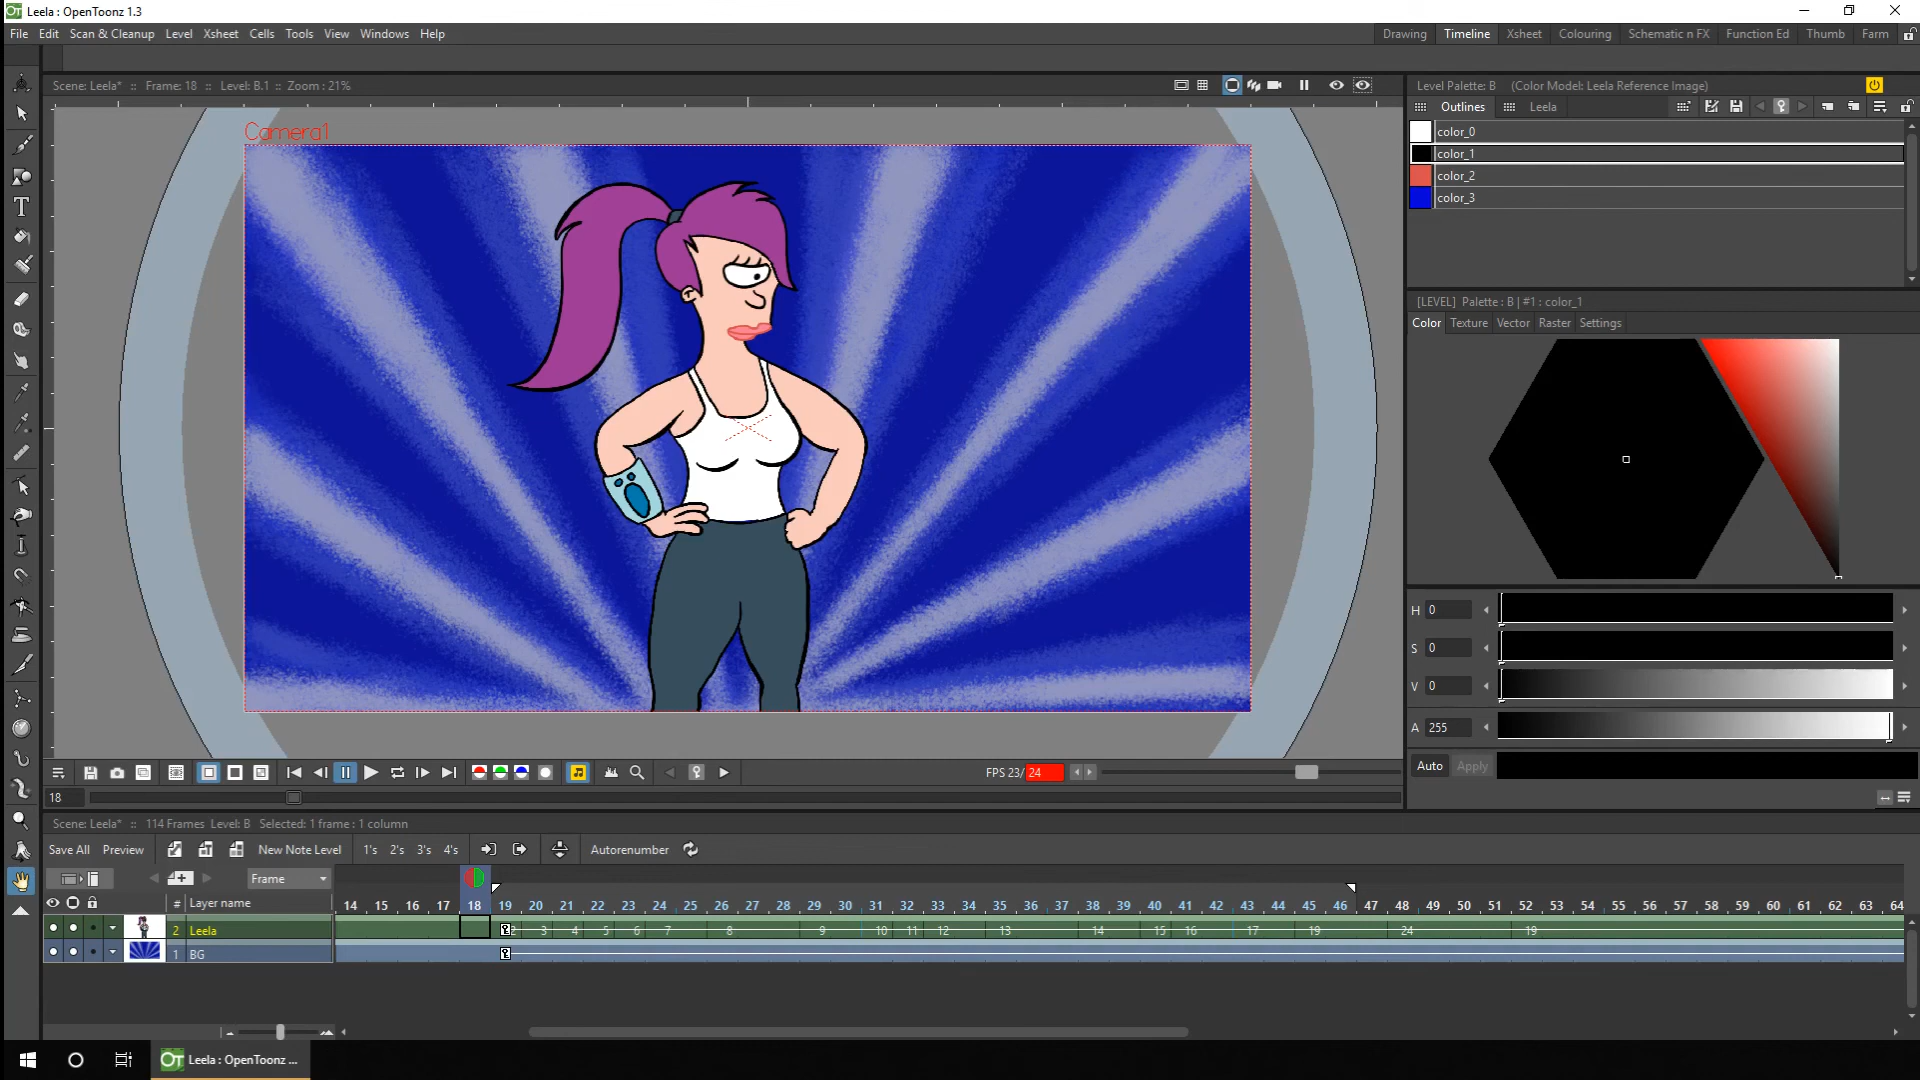 Leela : OpenToonz 1.3
File Edit Scan & Cleanup Level Xsheet Cells Tools View Windows Help
Drawing Timeline Xsheet Colouring Schematic n FX Function Ed Thumb Farm
Scene: Leela* :: Frame: 18 :: Level: B.1 :: Zoom : 21%
Level Palette: B (Color Model: Leela Reference Image)
Outlines Leela
color_0
color_1
color_2
color_3
Camera1
[LEVEL] Palette : B | #1 : color_1
Color Texture Vector Raster Settings
H 0
S 0
V 0
A 255
Auto Apply
FPS 23/ 24
18
Scene: Leela* :: 114 Frames Level: B Selected: 1 frame : 1 column
Save All Preview New Note Level 1's 2's 3's 4's Autorenumber
Frame
# Layer name 14 15 16 17 18 19 20 21 22 23 24 25 26 27 28 29 30 31 32 33 34 35 36 37 38 39 40 41 42 43 44 45 46 47 48 49 50 51 52 53 54 55 56 57 58 59 60 61 62 63 64
2 Leela 2 3 4 5 6 7 8 9 10 11 12 13 14 15 16 17 19 24 19
1 BG
OT Leela : OpenToonz ...